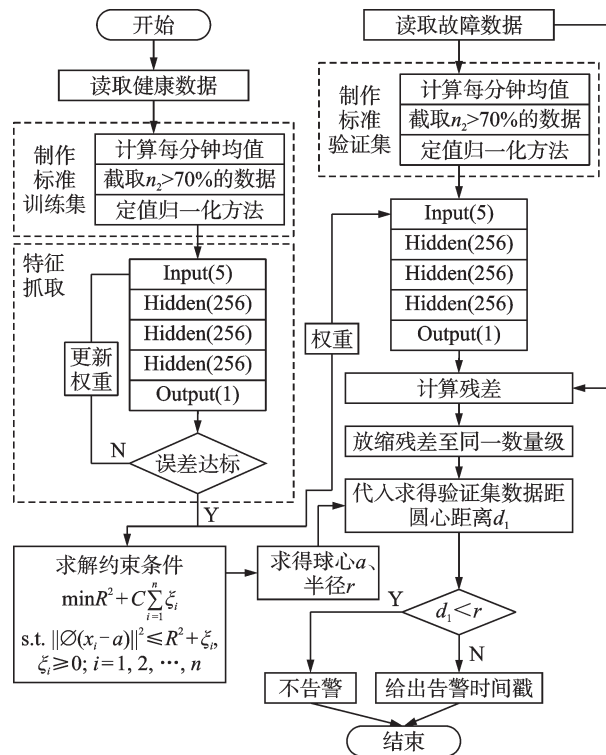 开始
读取健康数据
制作
标准
训练集
计算每分钟均值
截取n₂>70%的数据
定值归一化方法
特征
抓取
Input(5)
Hidden(256)
Hidden(256)
Hidden(256)
Output(1)
更新
权重
误差达标
N
Y
求解约束条件
minR²+C∑ᵢ₌₁ⁿξᵢ
s.t. ||∅(xᵢ-a)||²≤R²+ξᵢ,
ξᵢ≥0; i=1, 2, …, n
求得球心a、
半径r
权重
读取故障数据
制作
标准
验证集
计算每分钟均值
截取n₂>70%的数据
定值归一化方法
Input(5)
Hidden(256)
Hidden(256)
Hidden(256)
Output(1)
计算残差
放缩残差至同一数量级
代入求得验证集数据距
圆心距离d₁
d₁<r
Y
N
不告警
给出告警时间戳
结束